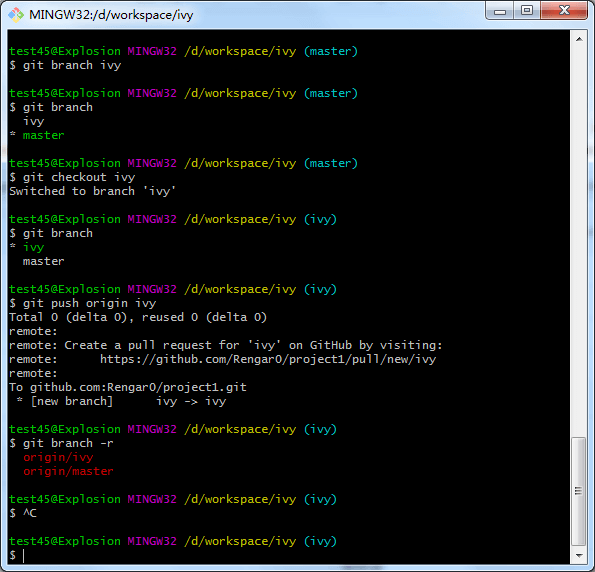 MINGW32:/d/workspace/ivy
test45@Explosion MINGW32 /d/workspace/ivy (master)
$ git branch ivy
test45@Explosion MINGW32 /d/workspace/ivy (master)
$ git branch
  ivy
* master
test45@Explosion MINGW32 /d/workspace/ivy (master)
$ git checkout ivy
Switched to branch 'ivy'
test45@Explosion MINGW32 /d/workspace/ivy (ivy)
$ git branch
* ivy
  master
test45@Explosion MINGW32 /d/workspace/ivy (ivy)
$ git push origin ivy
Total 0 (delta 0), reused 0 (delta 0)
remote:
remote: Create a pull request for 'ivy' on GitHub by visiting:
remote:      https://github.com/Rengar0/project1/pull/new/ivy
remote:
To github.com:Rengar0/project1.git
 * [new branch]      ivy -> ivy
test45@Explosion MINGW32 /d/workspace/ivy (ivy)
$ git branch -r
  origin/ivy
  origin/master
test45@Explosion MINGW32 /d/workspace/ivy (ivy)
$ ^C
test45@Explosion MINGW32 /d/workspace/ivy (ivy)
$